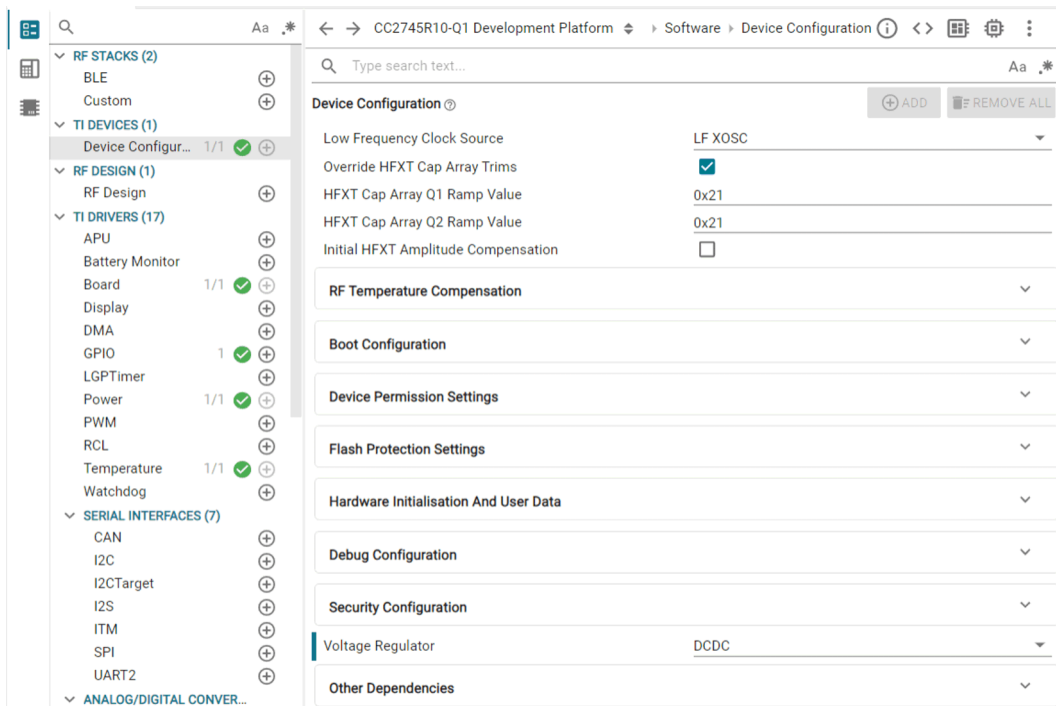 Aa .*
RF STACKS (2)
BLE
Custom
TI DEVICES (1)
Device Configur... 1/1
RF DESIGN (1)
RF Design
TI DRIVERS (17)
APU
Battery Monitor
Board 1/1
Display
DMA
GPIO 1
LGPTimer
Power 1/1
PWM
RCL
Temperature 1/1
Watchdog
SERIAL INTERFACES (7)
CAN
I2C
I2CTarget
I2S
ITM
SPI
UART2
ANALOG/DIGITAL CONVER...
CC2745R10-Q1 Development Platform Software Device Configuration
Type search text... Aa .*
Device Configuration ADD REMOVE ALL
Low Frequency Clock Source LF XOSC
Override HFXT Cap Array Trims
HFXT Cap Array Q1 Ramp Value 0x21
HFXT Cap Array Q2 Ramp Value 0x21
Initial HFXT Amplitude Compensation
RF Temperature Compensation
Boot Configuration
Device Permission Settings
Flash Protection Settings
Hardware Initialisation And User Data
Debug Configuration
Security Configuration
Voltage Regulator DCDC
Other Dependencies